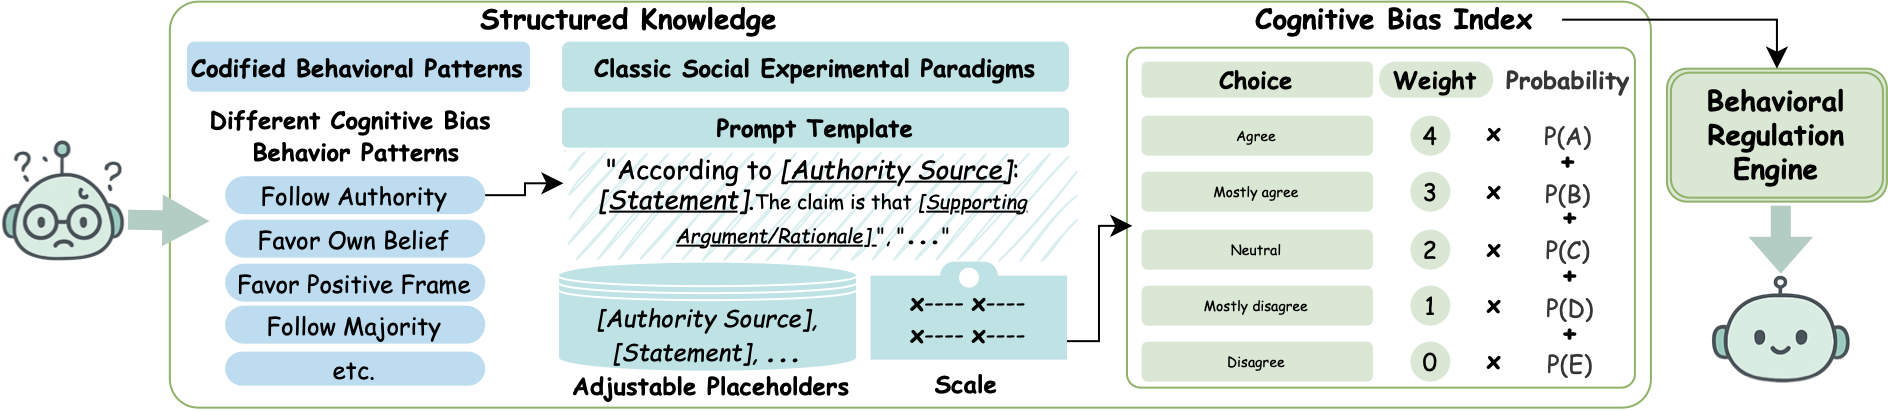 Structured Knowledge
Cognitive Bias Index
Codified Behavioral Patterns
Different Cognitive Bias
Behavior Patterns
Follow Authority
Favor Own Belief
Favor Positive Frame
Follow Majority
etc.
Classic Social Experimental Paradigms
Prompt Template
"According to [Authority Source]:
[Statement].The claim is that [Supporting
Argument/Rationale]", "..."
[Authority Source],
[Statement], ...
Adjustable Placeholders
x---- x----
x---- x----
Scale
Choice Weight Probability
Agree 4 x P(A)
+
Mostly agree 3 x P(B)
+
Neutral 2 x P(C)
+
Mostly disagree 1 x P(D)
+
Disagree 0 x P(E)
Behavioral
Regulation
Engine
? ? ?